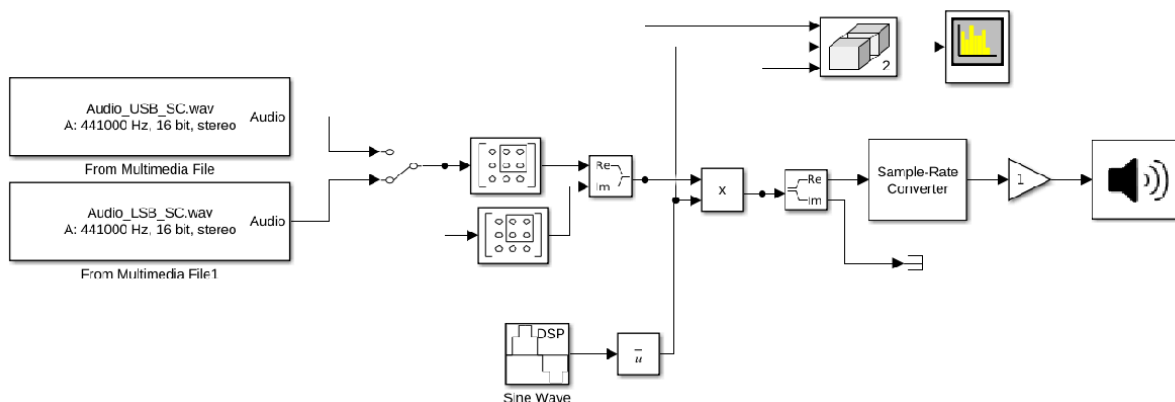 Audio_USB_SC.wav
A: 441000 Hz, 16 bit, stereo
Audio
From Multimedia File
Audio_LSB_SC.wav
A: 441000 Hz, 16 bit, stereo
Audio
From Multimedia File1
Re
Im
2
x
Re
Im
Sample-Rate
Converter
1
DSP
Sine Wave
u